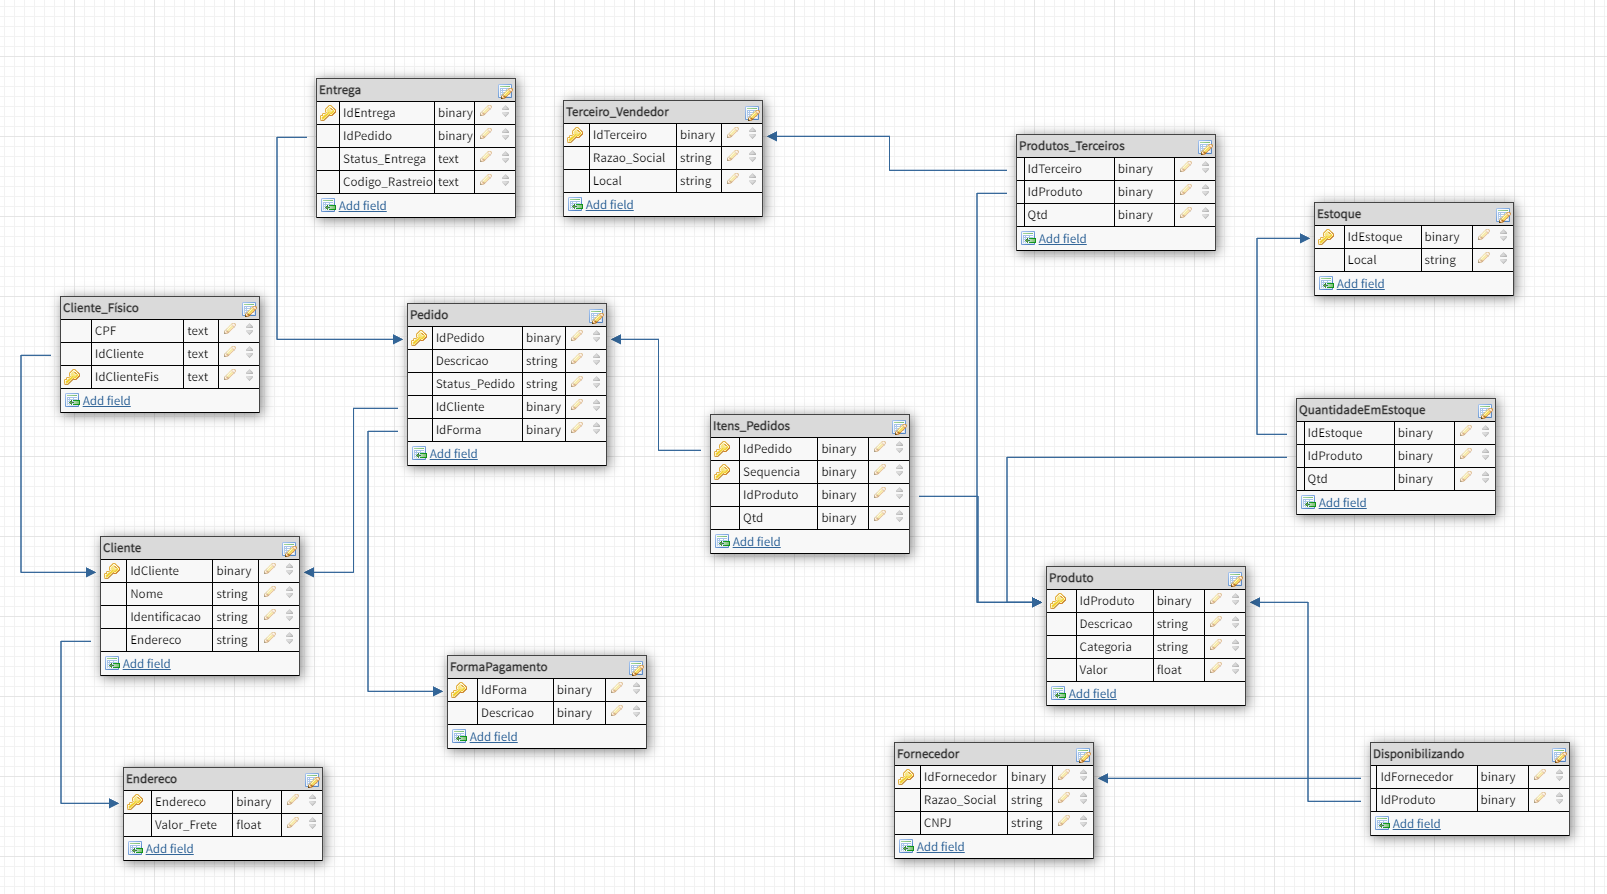 Entrega
IdEntrega binary
IdPedido binary
Status_Entrega text
Codigo_Rastreio text
Add field
Terceiro_Vendedor
IdTerceiro binary
Razao_Social string
Local string
Add field
Produtos_Terceiros
IdTerceiro binary
IdProduto binary
Qtd binary
Add field
Estoque
IdEstoque binary
Local string
Add field
Cliente_Físico
CPF text
IdCliente text
IdClienteFis text
Add field
Pedido
IdPedido binary
Descricao string
Status_Pedido string
IdCliente binary
IdForma binary
Add field
Itens_Pedidos
IdPedido binary
Sequencia binary
IdProduto binary
Qtd binary
Add field
QuantidadeEmEstoque
IdEstoque binary
IdProduto binary
Qtd binary
Add field
Cliente
IdCliente binary
Nome string
Identificacao string
Endereco string
Add field
FormaPagamento
IdForma binary
Descricao binary
Add field
Produto
IdProduto binary
Descricao string
Categoria string
Valor float
Add field
Endereco
Endereco binary
Valor_Frete float
Add field
Fornecedor
IdFornecedor binary
Razao_Social string
CNPJ string
Add field
Disponibilizando
IdFornecedor binary
IdProduto binary
Add field